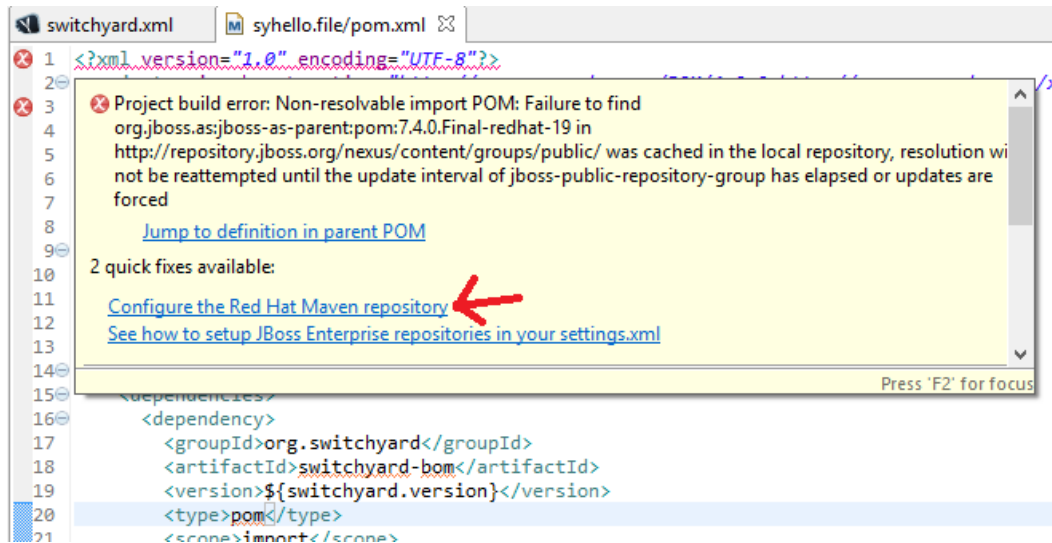 switchyard.xml syhello.file/pom.xml
1 <?xml version="1.0" encoding="UTF-8"?>
2
3
Project build error: Non-resolvable import POM: Failure to find
4 org.jboss.as:jboss-as-parent:pom:7.4.0.Final-redhat-19 in
5 http://repository.jboss.org/nexus/content/groups/public/ was cached in the local repository, resolution wi
6 not be reattempted until the update interval of jboss-public-repository-group has elapsed or updates are
7 forced
8 Jump to definition in parent POM
9
10 2 quick fixes available:
11 Configure the Red Hat Maven repository
12 See how to setup JBoss Enterprise repositories in your settings.xml
13
14
Press 'F2' for focus
15 <dependencies>
16 <dependency>
17 <groupId>org.switchyard</groupId>
18 <artifactId>switchyard-bom</artifactId>
19 <version>${switchyard.version}</version>
20 <type>pom</type>
21 <scope>import</scope>